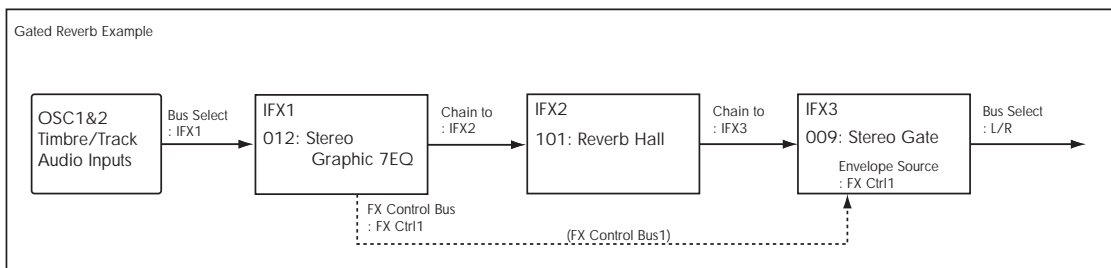 Gated Reverb Example
OSC1&2
Timbre/Track
Audio Inputs
Bus Select
: IFX1
IFX1
012: Stereo
Graphic 7EQ
Chain to
: IFX2
IFX2
101: Reverb Hall
Chain to
: IFX3
IFX3
009: Stereo Gate
Envelope Source
: FX Ctrl1
Bus Select
: L/R
FX Control Bus
: FX Ctrl1
(FX Control Bus1)